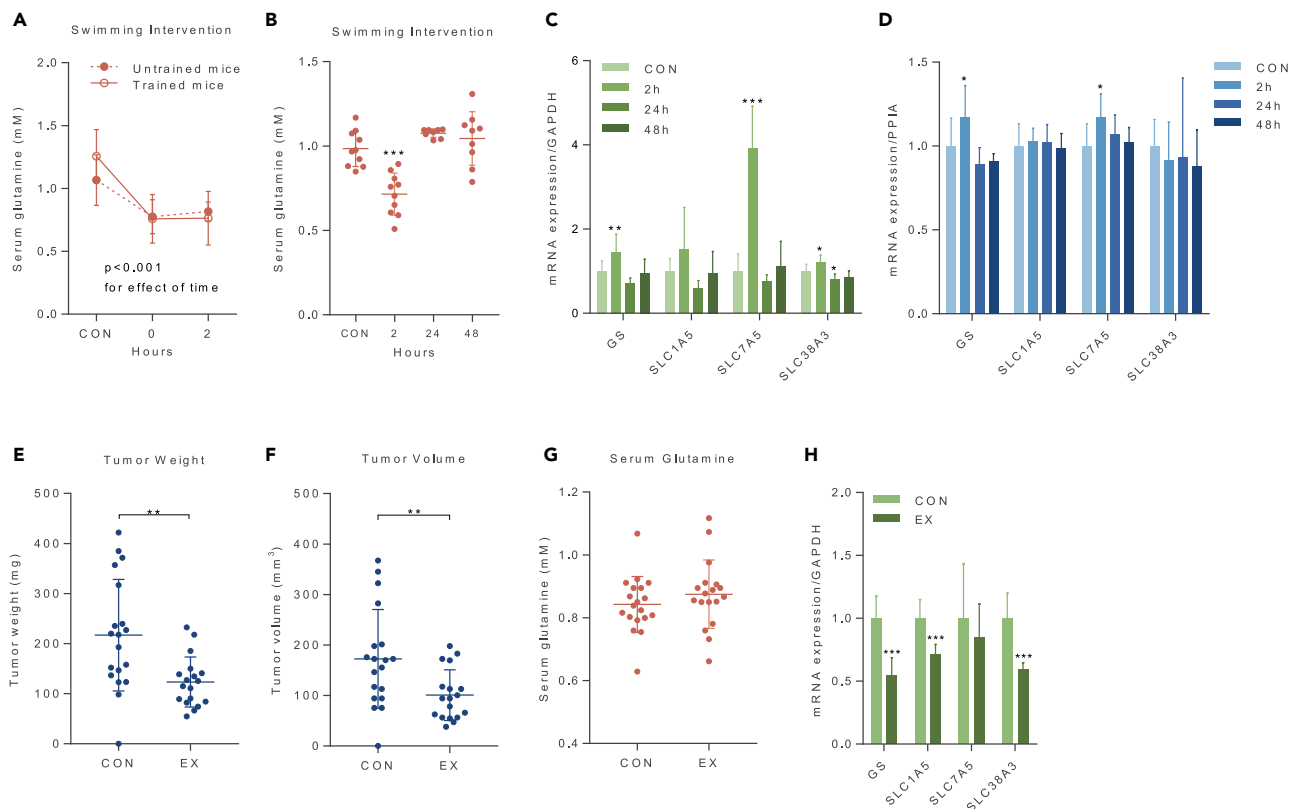 A
Swimming Intervention
Serum glutamine (mM)
2.0
1.5
1.0
0.5
0.0
Untrained mice
Trained mice
p<0.001
for effect of time
CON
0
2
Hours
B
Swimming Intervention
Serum glutamine (mM)
1.5
1.0
0.5
0.0
***
CON
2
24
48
Hours
C
mRNA expression/GAPDH
6
4
2
0
CON
2h
24h
48h
**
***
*
*
GS
SLC1A5
SLC7A5
SLC38A3
D
mRNA expression/PPIA
1.5
1.0
0.5
0.0
*
*
CON
2h
24h
48h
GS
SLC1A5
SLC7A5
SLC38A3
E
Tumor Weight
Tumor weight (mg)
500
400
300
200
100
0
**
CON
EX
F
Tumor Volume
Tumor volume (mm³)
500
400
300
200
100
0
**
CON
EX
G
Serum Glutamine
Serum glutamine (mM)
1.2
1.0
0.8
0.6
0.4
CON
EX
H
mRNA expression/GAPDH
2.0
1.5
1.0
0.5
0.0
CON
EX
***
***
***
GS
SLC1A5
SLC7A5
SLC38A3